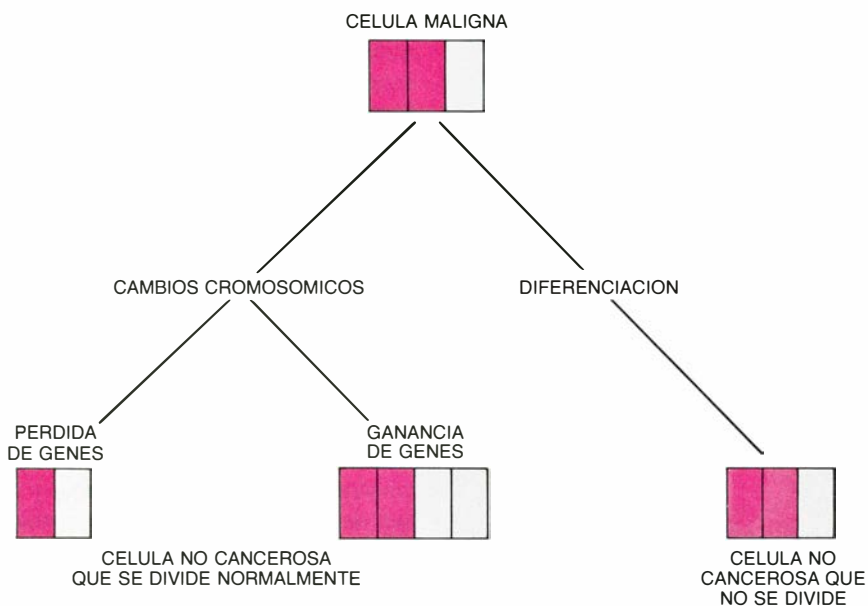 CELULA MALIGNA
CAMBIOS CROMOSOMICOS
DIFERENCIACION
PERDIDA
DE GENES
GANANCIA
DE GENES
CELULA NO CANCEROSA
QUE SE DIVIDE NORMALMENTE
CELULA NO
CANCEROSA QUE
NO SE DIVIDE